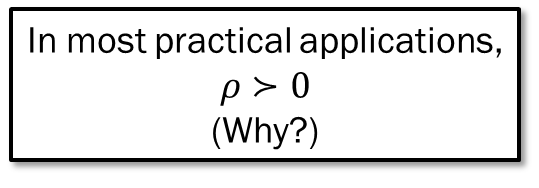 In most practical applications,
ρ ≻ 0
(Why?)